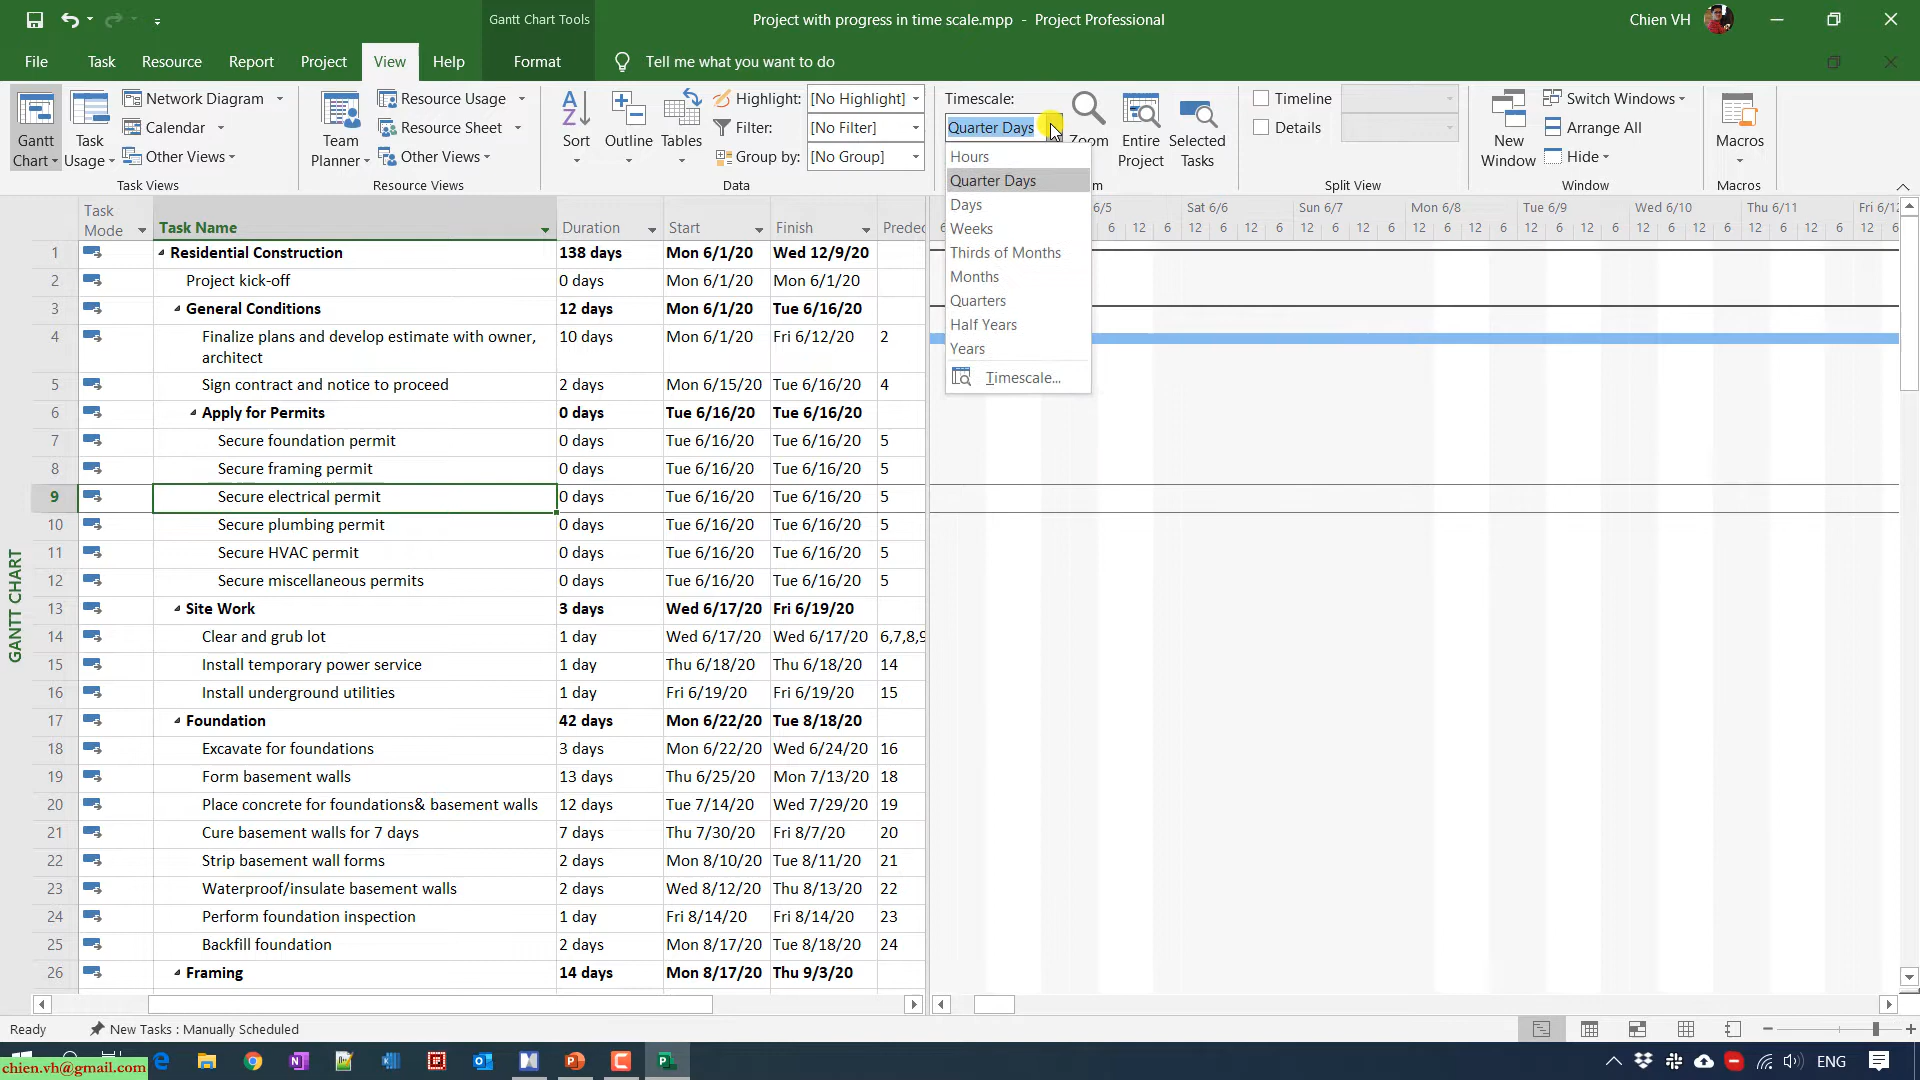 Gantt Chart Tools
Project with progress in time scale.mpp - Project Professional
Chien VH
File Task Resource Report Project View Help Format Tell me what you want to do
Gantt Chart
Task Usage
Network Diagram
Calendar
Other Views
Task Views
Team Planner
Resource Usage
Resource Sheet
Other Views
Resource Views
Sort
Outline
Tables
Highlight: [No Highlight]
Filter: [No Filter]
Group by: [No Group]
Data
Timescale:
Quarter Days
Zoom
Entire Project
Selected Tasks
Timeline
Details
Split View
New Window
Switch Windows
Arrange All
Hide
Window
Macros
Macros
Hours
Quarter Days
Days
Weeks
Thirds of Months
Months
Quarters
Half Years
Years
Timescale...
Task Mode Task Name Duration Start Finish Predec
6/5 Sat 6/6 Sun 6/7 Mon 6/8 Tue 6/9 Wed 6/10 Thu 6/11 Fri 6/12
6 12 6 12 6 12 6 12 6 12 6 12 6 12 6
1 Residential Construction 138 days Mon 6/1/20 Wed 12/9/20
2 Project kick-off 0 days Mon 6/1/20 Mon 6/1/20
3 General Conditions 12 days Mon 6/1/20 Tue 6/16/20
4 Finalize plans and develop estimate with owner, architect 10 days Mon 6/1/20 Fri 6/12/20 2
5 Sign contract and notice to proceed 2 days Mon 6/15/20 Tue 6/16/20 4
6 Apply for Permits 0 days Tue 6/16/20 Tue 6/16/20
7 Secure foundation permit 0 days Tue 6/16/20 Tue 6/16/20 5
8 Secure framing permit 0 days Tue 6/16/20 Tue 6/16/20 5
9 Secure electrical permit 0 days Tue 6/16/20 Tue 6/16/20 5
10 Secure plumbing permit 0 days Tue 6/16/20 Tue 6/16/20 5
11 Secure HVAC permit 0 days Tue 6/16/20 Tue 6/16/20 5
12 Secure miscellaneous permits 0 days Tue 6/16/20 Tue 6/16/20 5
13 Site Work 3 days Wed 6/17/20 Fri 6/19/20
14 Clear and grub lot 1 day Wed 6/17/20 Wed 6/17/20 6,7,8,9
15 Install temporary power service 1 day Thu 6/18/20 Thu 6/18/20 14
16 Install underground utilities 1 day Fri 6/19/20 Fri 6/19/20 15
17 Foundation 42 days Mon 6/22/20 Tue 8/18/20
18 Excavate for foundations 3 days Mon 6/22/20 Wed 6/24/20 16
19 Form basement walls 13 days Thu 6/25/20 Mon 7/13/20 18
20 Place concrete for foundations& basement walls 12 days Tue 7/14/20 Wed 7/29/20 19
21 Cure basement walls for 7 days 7 days Thu 7/30/20 Fri 8/7/20 20
22 Strip basement wall forms 2 days Mon 8/10/20 Tue 8/11/20 21
23 Waterproof/insulate basement walls 2 days Wed 8/12/20 Thu 8/13/20 22
24 Perform foundation inspection 1 day Fri 8/14/20 Fri 8/14/20 23
25 Backfill foundation 2 days Mon 8/17/20 Tue 8/18/20 24
26 Framing 14 days Mon 8/17/20 Thu 9/3/20
GANTT CHART
Ready New Tasks : Manually Scheduled
chien.vh@gmail.com
ENG